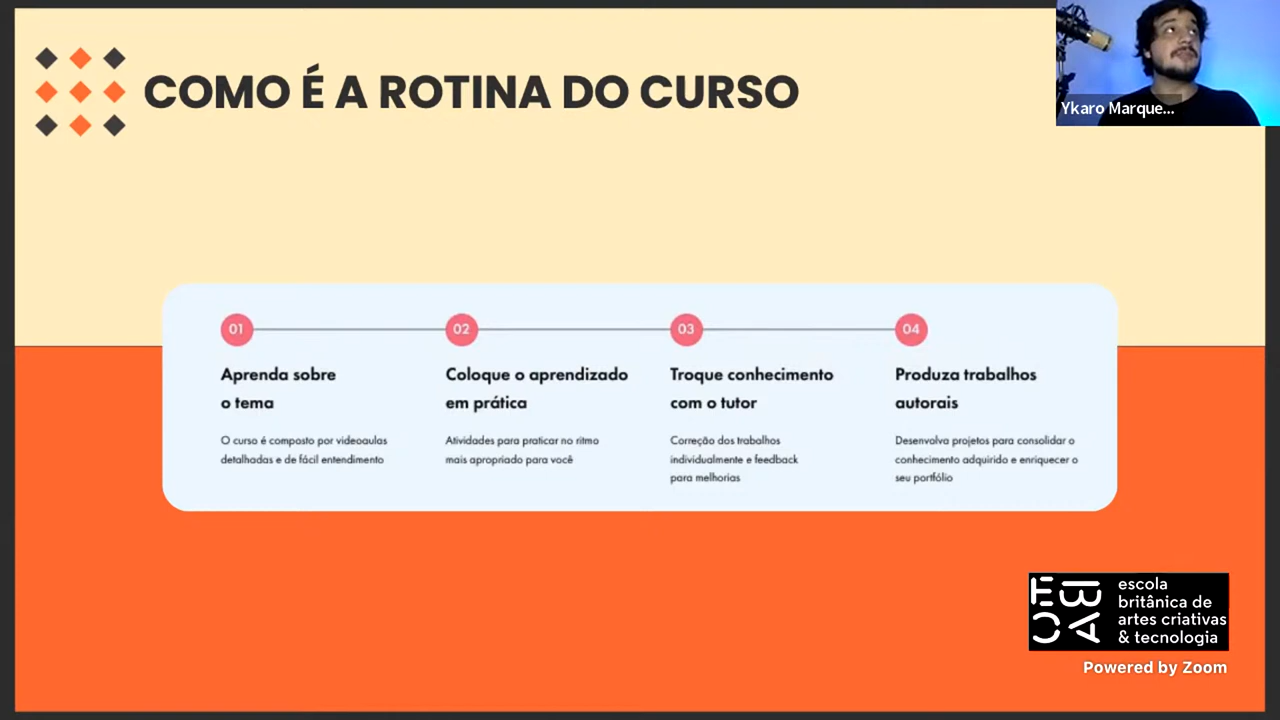 COMO É A ROTINA DO CURSO
Ykaro Marque...
01
02
03
04
Aprenda sobre
o tema
O curso é composto por videoaulas
detalhadas e de fácil entendimento
Coloque o aprendizado
em prática
Atividades para praticar no ritmo
mais apropriado para você
Troque conhecimento
com o tutor
Correção dos trabalhos
individualmente e feedback
para melhorias
Produza trabalhos
autorais
Desenvolva projetos para consolidar o
conhecimento adquirido e enriquecer o
seu portfólio
EBAC
escola
britânica de
artes criativas
& tecnologia
Powered by Zoom